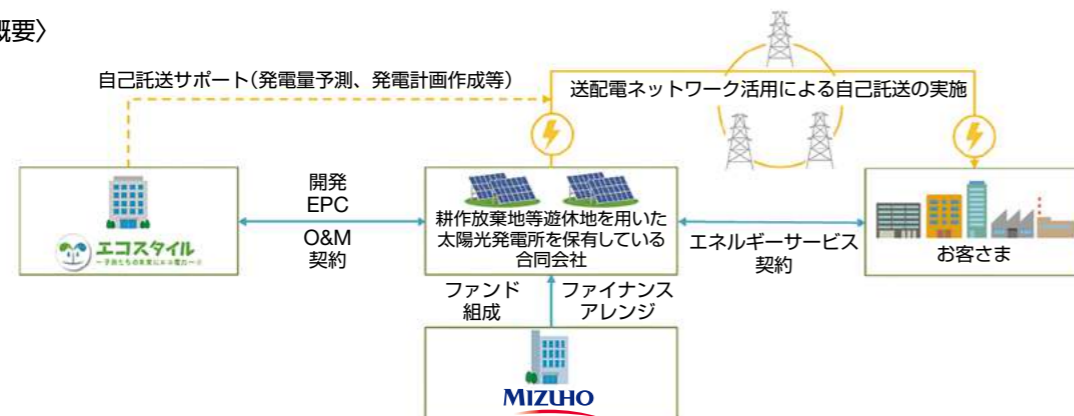 概要〉
自己託送サポート(発電量予測、発電計画作成等)
送配電ネットワーク活用による自己託送の実施
開発
EPC
O&M
契約
エコスタイル
耕作放棄地等遊休地を用いた
太陽光発電所を保有している
合同会社
エネルギーサービス
契約
お客さま
ファンド
組成
ファイナンス
アレンジ
MIZUHO